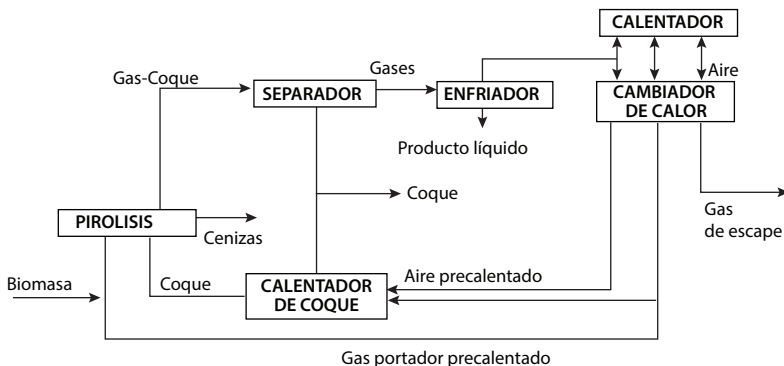 CALENTADOR
Gas-Coque
Gases
Aire
SEPARADOR
ENFRIADOR
CAMBIADOR
DE CALOR
Producto líquido
Coque
PIROLISIS
Cenizas
Gas
de escape
Biomasa
Coque
CALENTADOR
DE COQUE
Aire precalentado
Gas portador precalentado